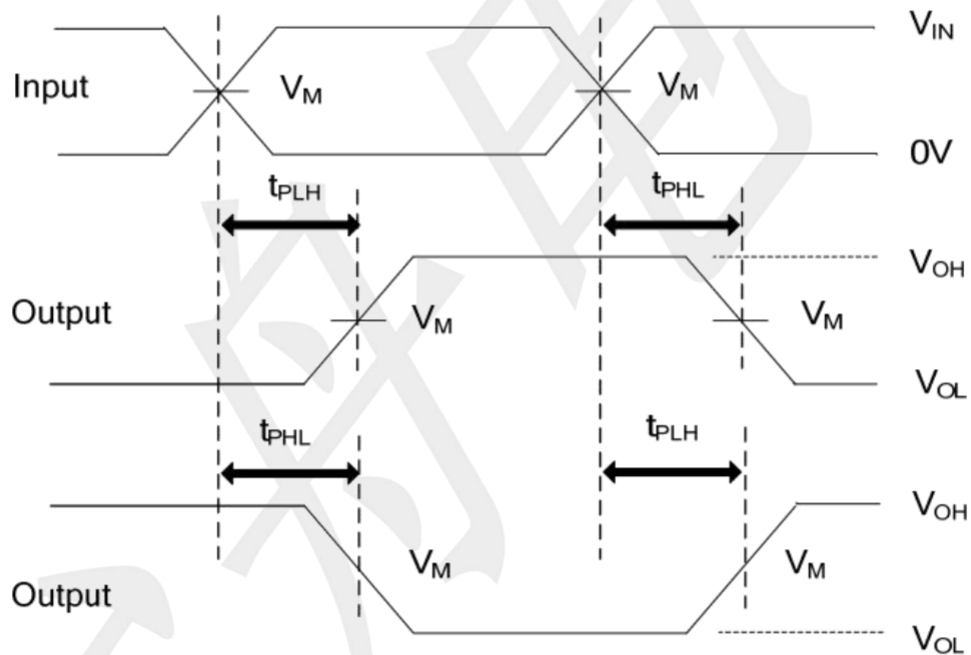 V_IN
Input V_M V_M
0V
t_PLH t_PHL
V_OH
Output V_M V_M
V_OL
t_PHL t_PLH
V_OH
V_M V_M
Output
V_OL